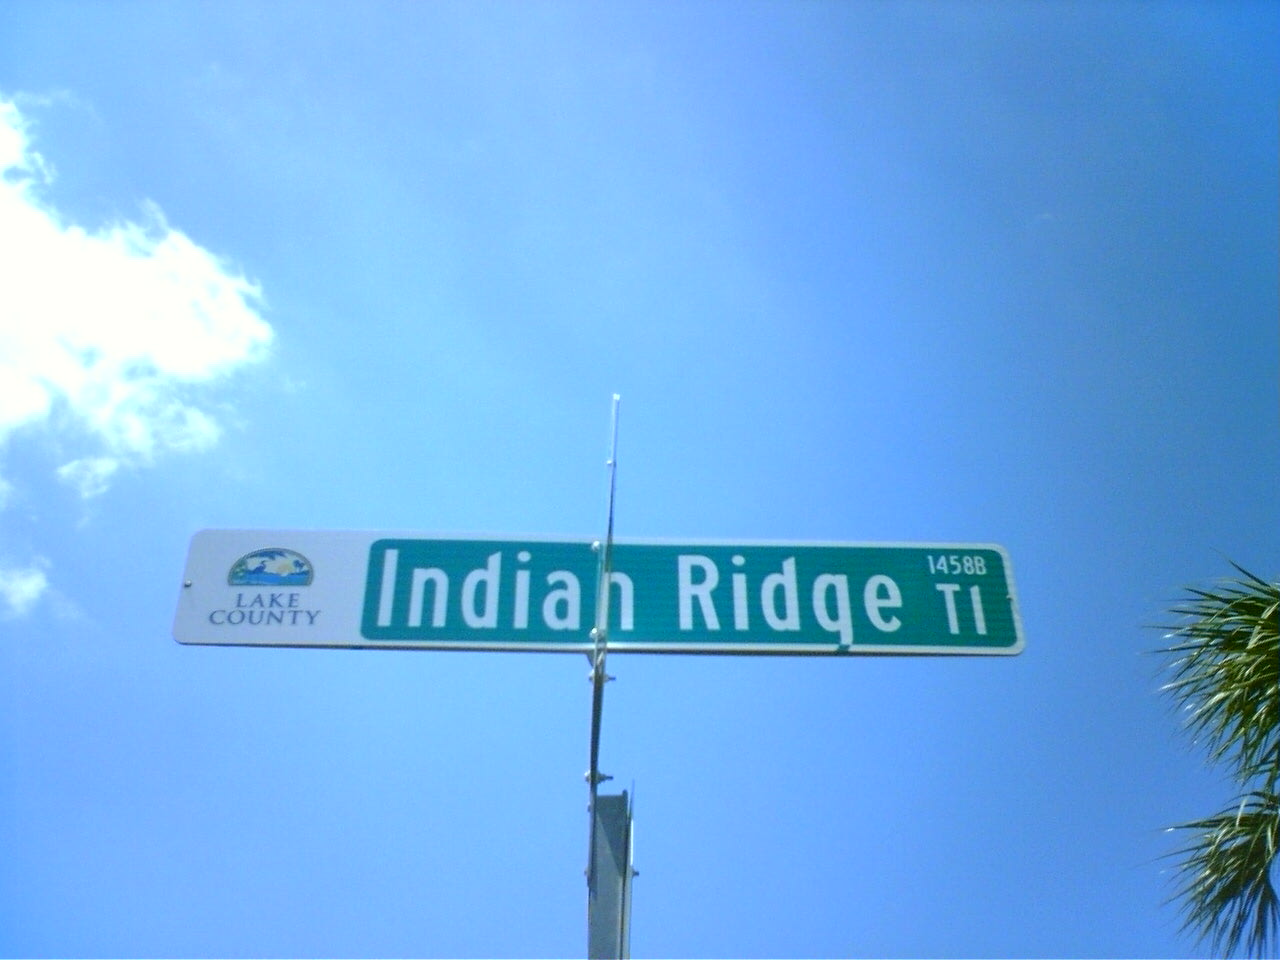 LAKE
COUNTY
Indian Ridge
1458B
Tl